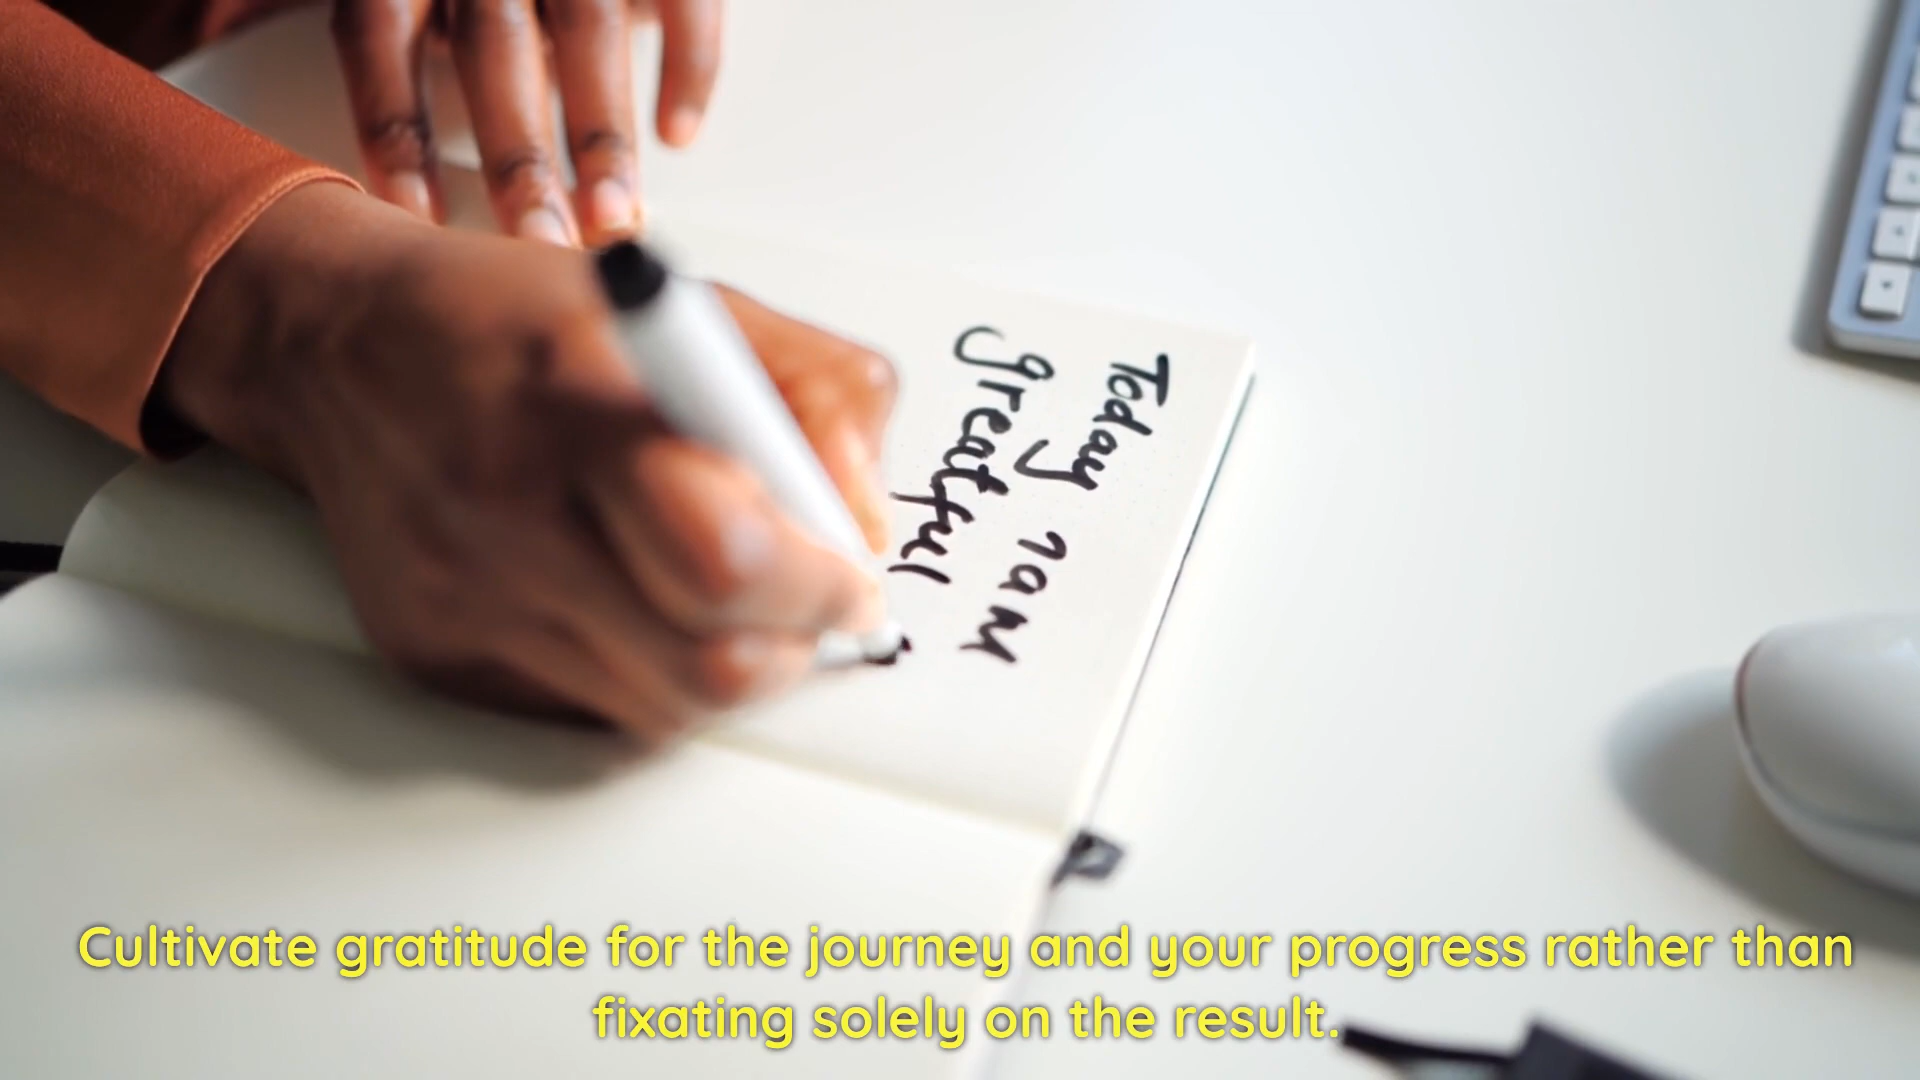 Today I am
greatful
Cultivate gratitude for the journey and your progress rather than
fixating solely on the result.